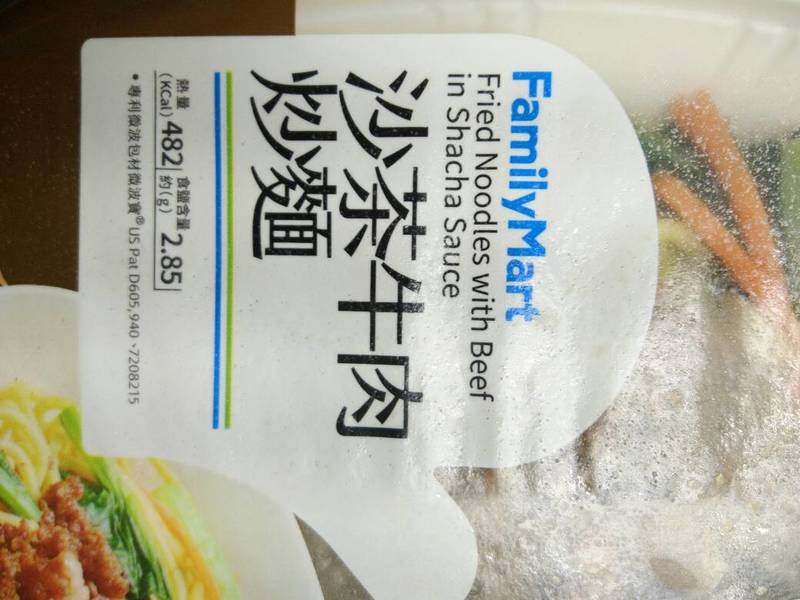 FamilyMart
Fried Noodles with Beef
in Shacha Sauce
沙茶牛肉
炒麵
熱量 (KCal) 482 食鹽含量 約(g) 2.85
•專利微波包材微波寶® US Pat D605,940、7208215